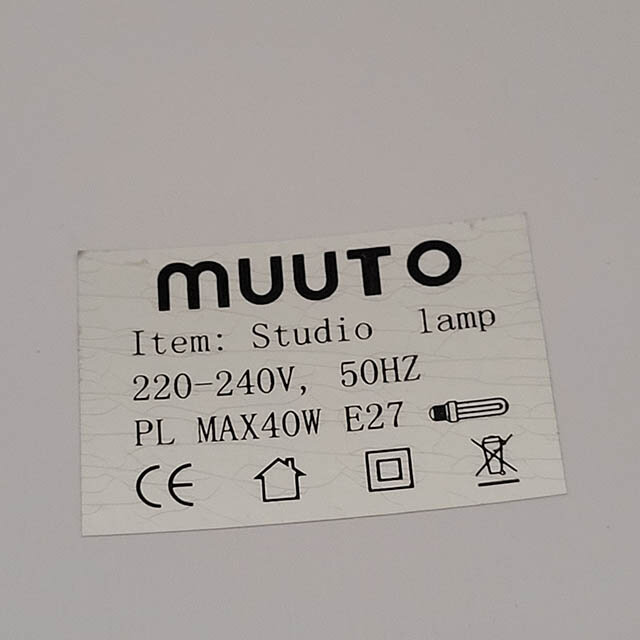 MUUTO
Item: Studio lamp
220-240V, 50HZ
PL MAX40W E27
CE